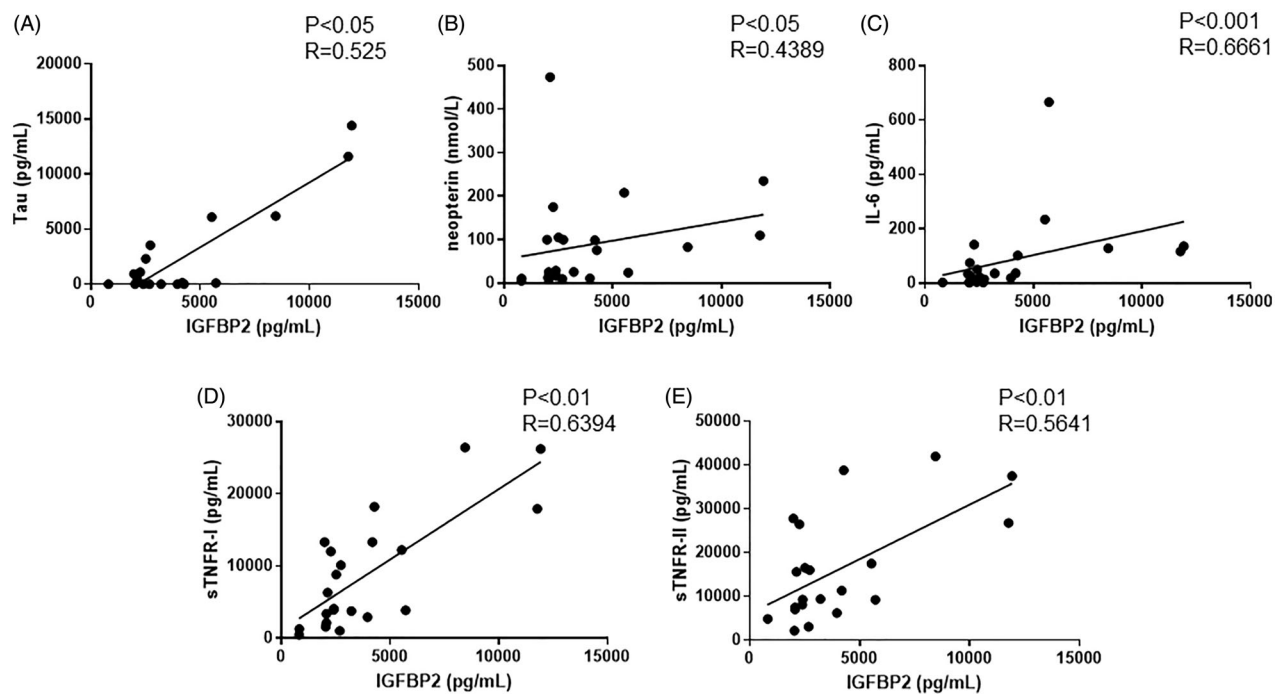 (A)
P<0.05
R=0.525
Tau (pg/mL)
20000
15000
10000
5000
0
0 5000 10000 15000
IGFBP2 (pg/mL)
(B)
P<0.05
R=0.4389
neopterin (nmol/L)
500
400
300
200
100
0
0 5000 10000 15000
IGFBP2 (pg/mL)
(C)
P<0.001
R=0.6661
IL-6 (pg/mL)
800
600
400
200
0
0 5000 10000 15000
IGFBP2 (pg/mL)
(D)
P<0.01
R=0.6394
sTNFR-I (pg/mL)
30000
20000
10000
0
0 5000 10000 15000
IGFBP2 (pg/mL)
(E)
P<0.01
R=0.5641
sTNFR-II (pg/mL)
50000
40000
30000
20000
10000
0
0 5000 10000 15000
IGFBP2 (pg/mL)